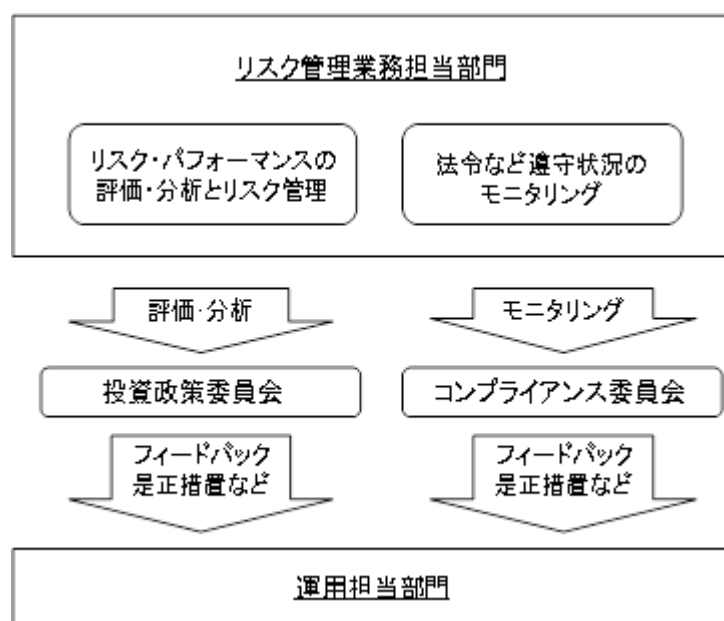 リスク管理業務担当部門
リスク・パフォーマンスの
評価・分析とリスク管理
法令など遵守状況の
モニタリング
評価・分析
モニタリング
投資政策委員会
コンプライアンス委員会
フィードバック
是正措置など
フィードバック
是正措置など
運用担当部門